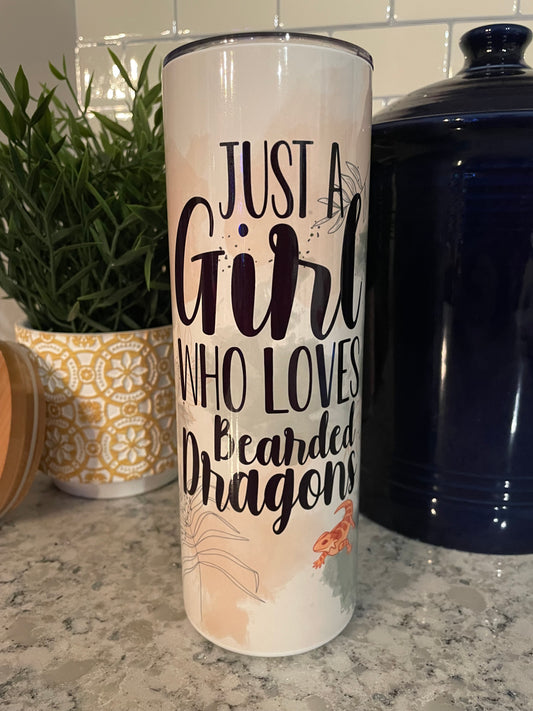 JUST A
Girl
WHO LOVES
Bearded
Dragons